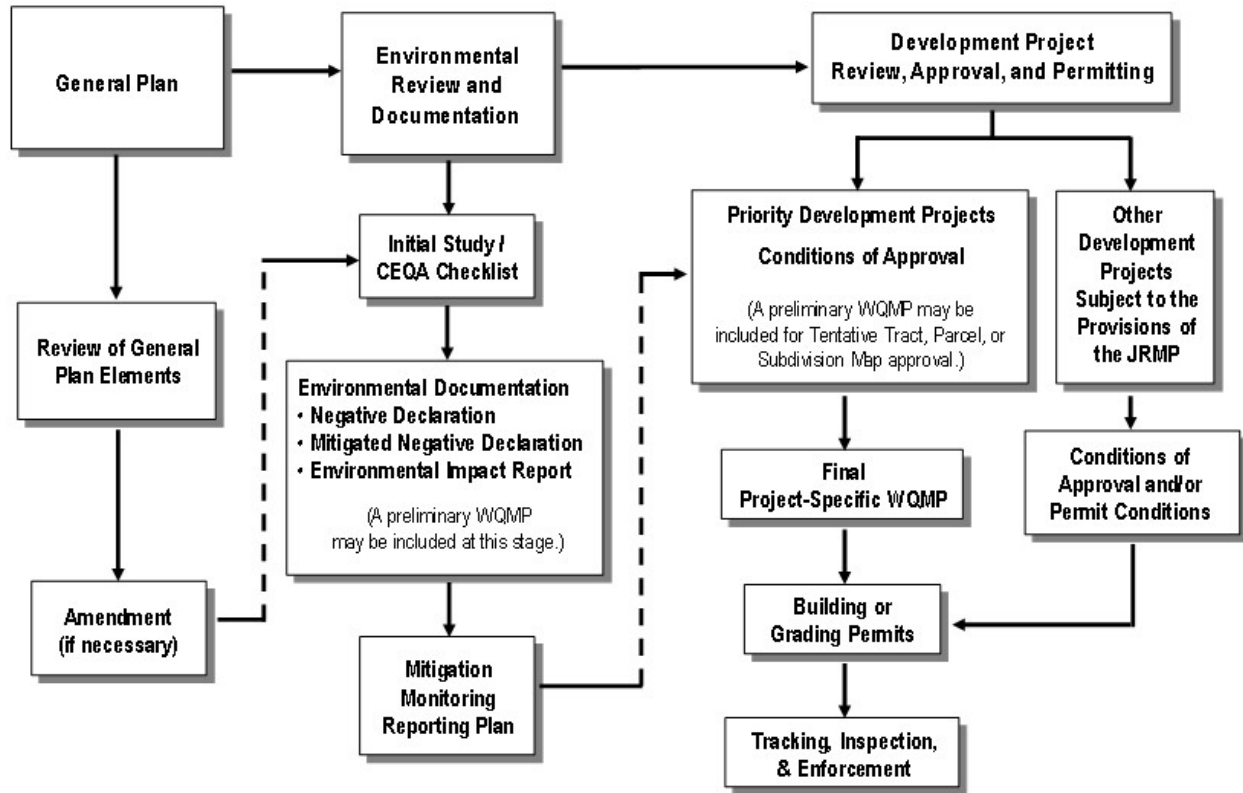 General Plan
Environmental
Review and
Documentation
Development Project
Review, Approval, and Permitting
Review of General
Plan Elements
Amendment
(if necessary)
Initial Study /
CEQA Checklist
Environmental Documentation
• Negative Declaration
• Mitigated Negative Declaration
• Environmental Impact Report
(A preliminary WQMP
may be included at this stage.)
Mitigation
Monitoring
Reporting Plan
Priority Development Projects
Conditions of Approval
(A preliminary WQMP may be
included for Tentative Tract, Parcel, or
Subdivision Map approval.)
Final
Project-Specific WQMP
Building or
Grading Permits
Tracking, Inspection,
& Enforcement
Other
Development
Projects
Subject to the
Provisions of
the JRMP
Conditions of
Approval and/or
Permit Conditions